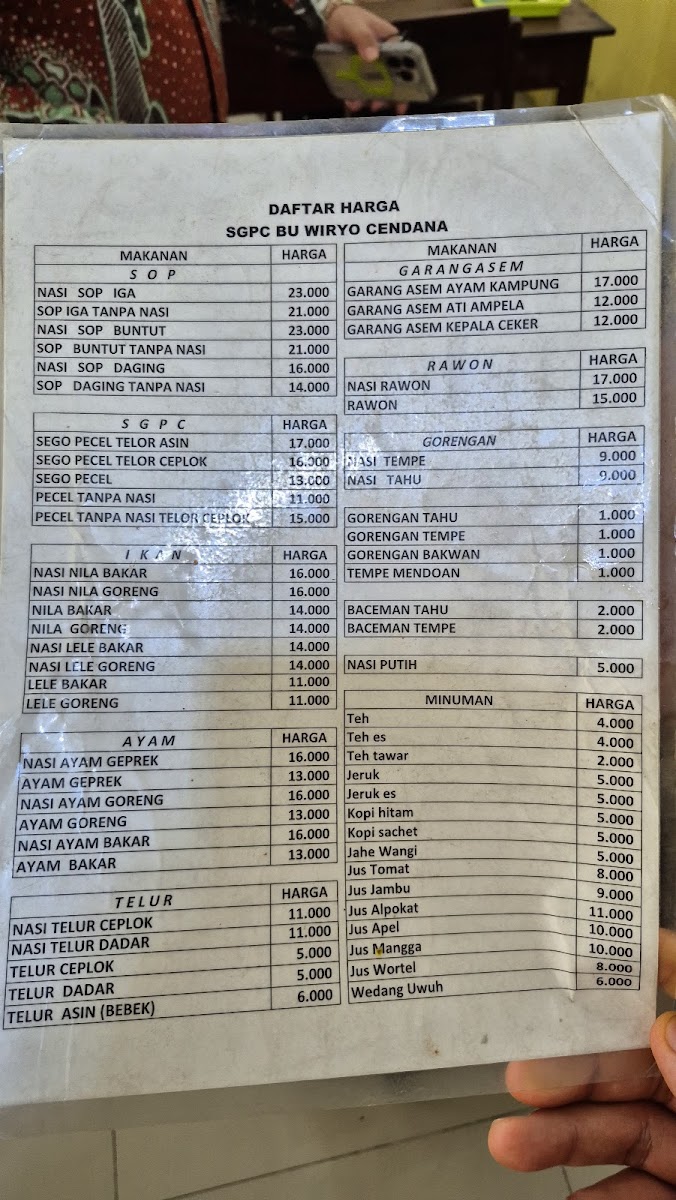 DAFTAR HARGA
SGPC BU WIRYO CENDANA
MAKANAN HARGA
S O P
NASI SOP IGA 23.000
SOP IGA TANPA NASI 21.000
NASI SOP BUNTUT 23.000
SOP BUNTUT TANPA NASI 21.000
NASI SOP DAGING 16.000
SOP DAGING TANPA NASI 14.000
S G P C HARGA
SEGO PECEL TELOR ASIN 17.000
SEGO PECEL TELOR CEPLOK 16.000
SEGO PECEL 13.000
PECEL TANPA NASI 11.000
PECEL TANPA NASI TELOR CEPLOK 15.000
I K A N HARGA
NASI NILA BAKAR 16.000
NASI NILA GORENG 16.000
NILA BAKAR 14.000
NILA GORENG 14.000
NASI LELE BAKAR 14.000
NASI LELE GORENG 14.000
LELE BAKAR 11.000
LELE GORENG 11.000
A Y A M HARGA
NASI AYAM GEPREK 16.000
AYAM GEPREK 13.000
NASI AYAM GORENG 16.000
AYAM GORENG 13.000
NASI AYAM BAKAR 16.000
AYAM BAKAR 13.000
T E L U R HARGA
NASI TELUR CEPLOK 11.000
NASI TELUR DADAR 11.000
TELUR CEPLOK 5.000
TELUR DADAR 5.000
TELUR ASIN (BEBEK) 6.000
MAKANAN HARGA
G A R A N G A S E M
GARANG ASEM AYAM KAMPUNG 17.000
GARANG ASEM ATI AMPELA 12.000
GARANG ASEM KEPALA CEKER 12.000
R A W O N HARGA
NASI RAWON 17.000
RAWON 15.000
GORENGAN HARGA
NASI TEMPE 9.000
NASI TAHU 9.000
GORENGAN TAHU 1.000
GORENGAN TEMPE 1.000
GORENGAN BAKWAN 1.000
TEMPE MENDOAN 1.000
BACEMAN TAHU 2.000
BACEMAN TEMPE 2.000
NASI PUTIH 5.000
MINUMAN HARGA
Teh 4.000
Teh es 4.000
Teh tawar 2.000
Jeruk 5.000
Jeruk es 5.000
Kopi hitam 5.000
Kopi sachet 5.000
Jahe Wangi 5.000
Jus Tomat 8.000
Jus Jambu 9.000
Jus Alpokat 11.000
Jus Apel 10.000
Jus Mangga 10.000
Jus Wortel 8.000
Wedang Uwuh 6.000